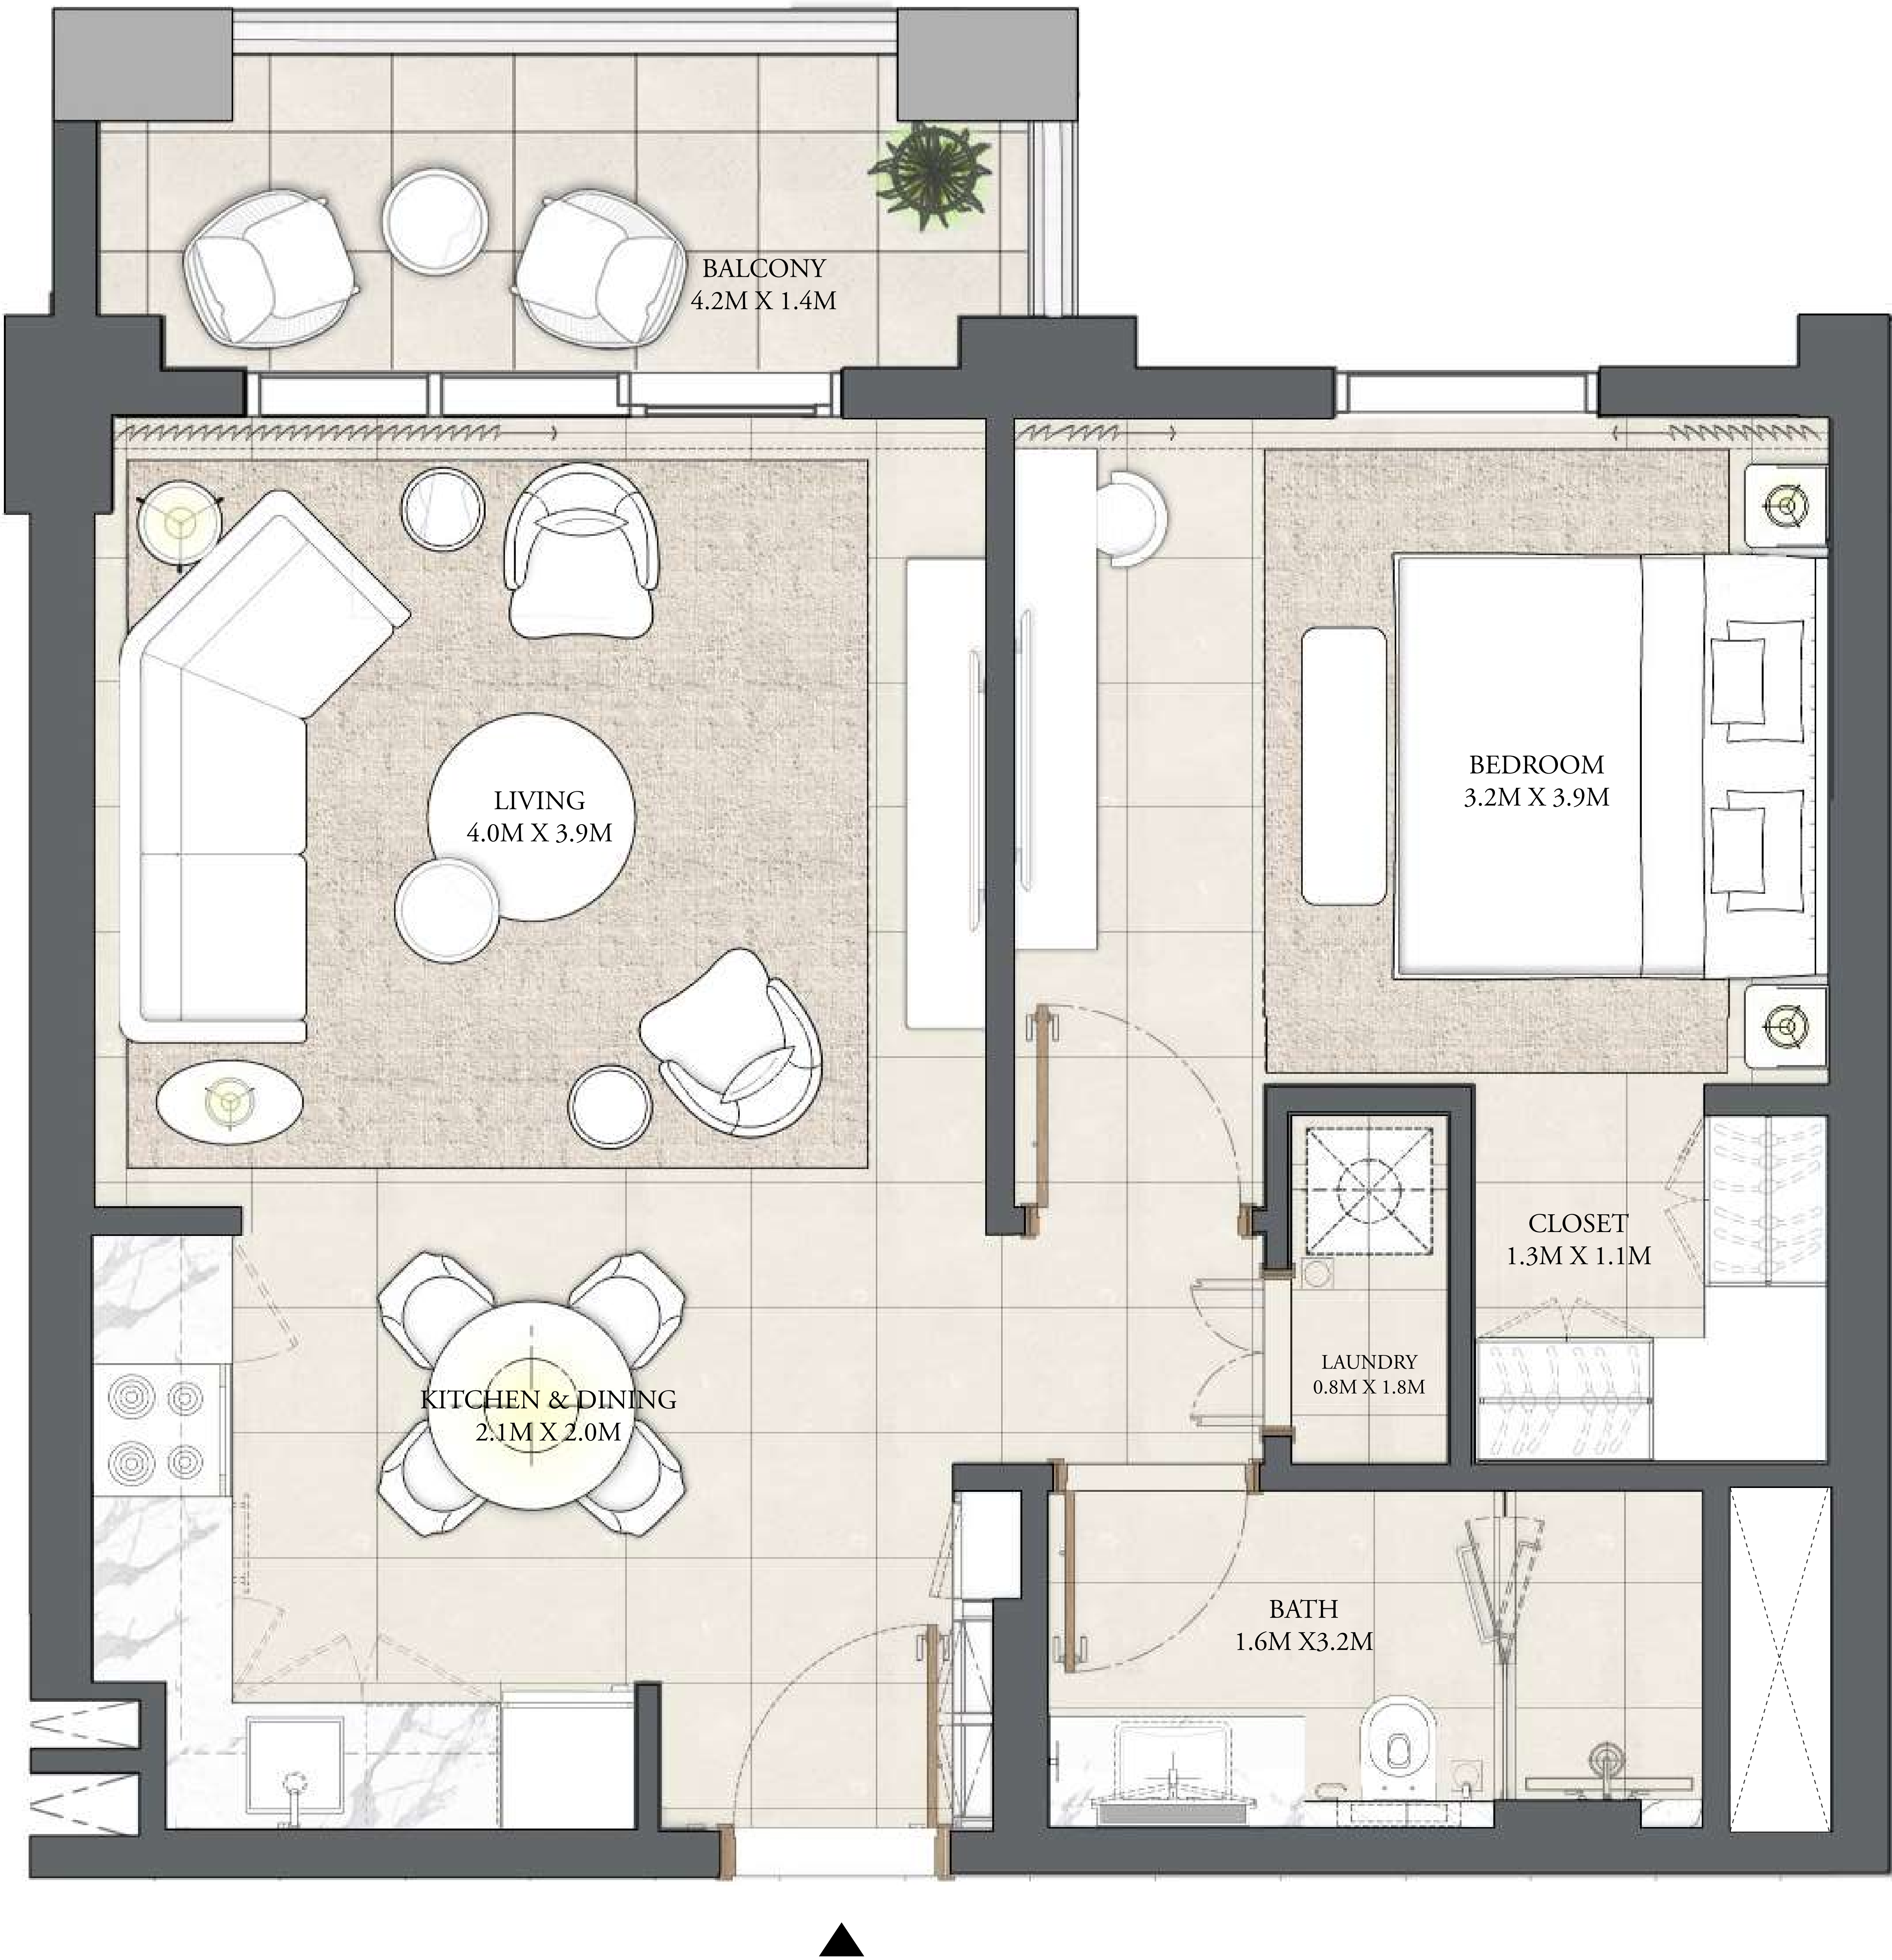 BALCONY
4.2M X 1.4M
LIVING
4.0M X 3.9M
BEDROOM
3.2M X 3.9M
CLOSET
1.3M X 1.1M
LAUNDRY
0.8M X 1.8M
KITCHEN & DINING
2.1M X 2.0M
BATH
1.6M X3.2M